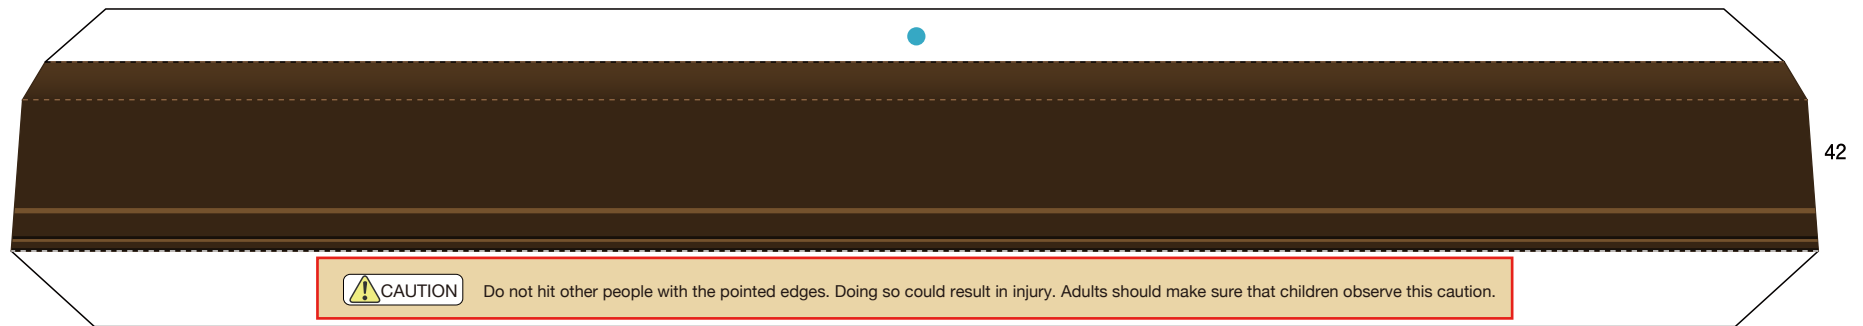 42
CAUTION Do not hit other people with the pointed edges. Doing so could result in injury. Adults should make sure that children observe this caution.